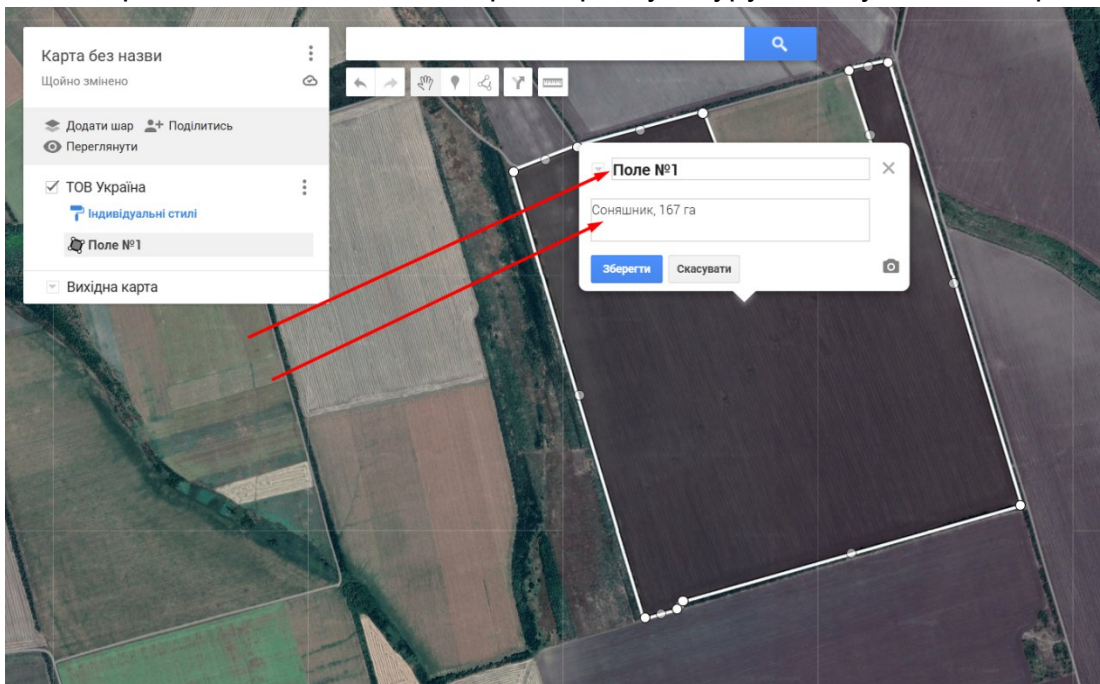 Карта без назви
Щойно змінено
Додати шар Поділитись
Переглянути
ТОВ Україна
Індивідуальні стилі
Поле №1
Вихідна карта
Поле №1
Соняшник, 167 га
Зберегти Скасувати